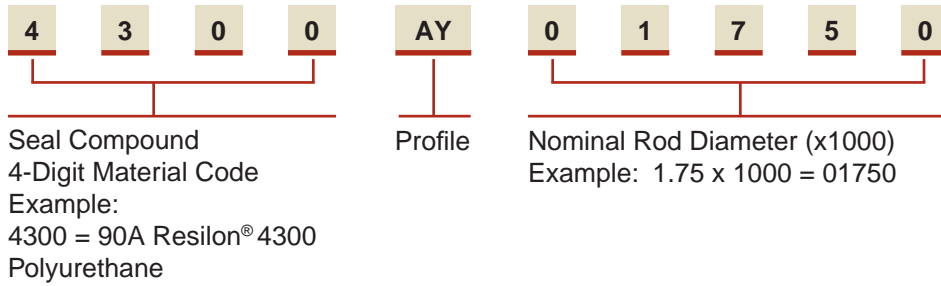 4 3 0 0 AY 0 1 7 5 0
Seal Compound
4-Digit Material Code
Example:
4300 = 90A Resilon® 4300
Polyurethane
Profile
Nominal Rod Diameter (x1000)
Example: 1.75 x 1000 = 01750